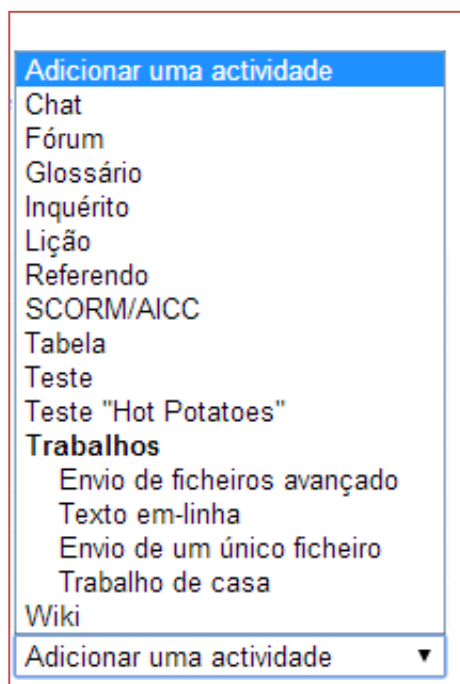 Adicionar uma actividade
Chat
Fórum
Glossário
Inquérito
Lição
Referendo
SCORM/AICC
Tabela
Teste
Teste "Hot Potatoes"
Trabalhos
Envio de ficheiros avançado
Texto em-linha
Envio de um único ficheiro
Trabalho de casa
Wiki
Adicionar uma actividade